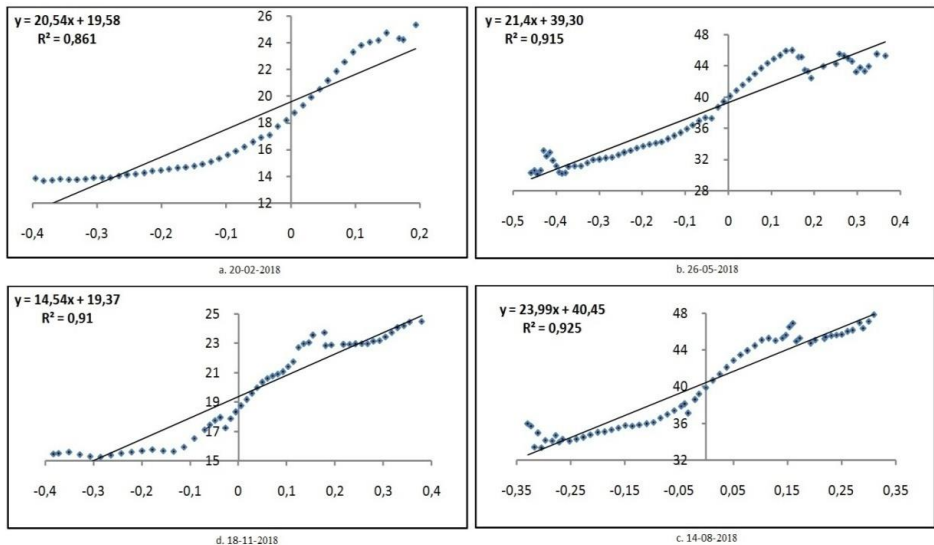 y = 20,54x + 19,58
R² = 0,861
26
24
22
20
18
16
14
12
-0,4 -0,3 -0,2 -0,1 0 0,1 0,2
a. 20-02-2018
y = 21,4x + 39,30
R² = 0,915
48
44
40
36
32
28
-0,5 -0,4 -0,3 -0,2 -0,1 0 0,1 0,2 0,3 0,4
b. 26-05-2018
y = 14,54x + 19,37
R² = 0,91
25
23
21
19
17
15
-0,4 -0,3 -0,2 -0,1 0 0,1 0,2 0,3 0,4
d. 18-11-2018
y = 23,99x + 40,45
R² = 0,925
48
44
40
36
32
-0,35 -0,25 -0,15 -0,05 0,05 0,15 0,25 0,35
c. 14-08-2018